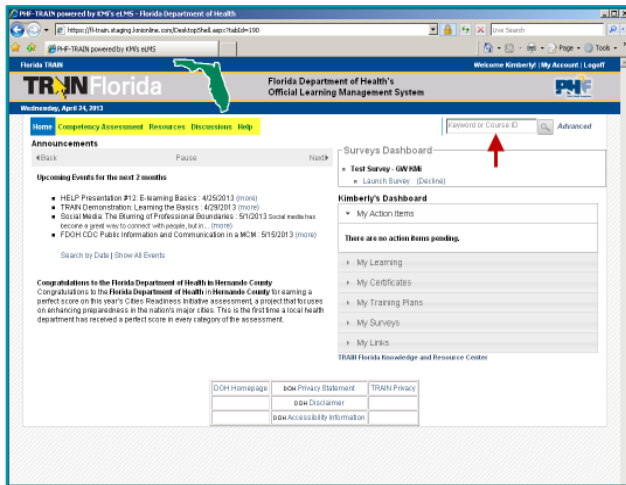 PHF-TRAIN powered by KMi's eLMS - Florida Department of Health
https://fl-train.staging.kmionline.com/DesktopShell.aspx?tabId=190
Live Search
PHF-TRAIN powered by KMi's eLMS
Page
Tools
Florida TRAIN
Welcome Kimberly! | My Account | Logoff
TRAIN Florida
Florida Department of Health's
Official Learning Management System
PHF
Wednesday, April 24, 2013
Home Competency Assessment Resources Discussions Help
Keyword or Course ID
Advanced
Announcements
Back Pause Next
Upcoming Events for the next 2 months
HELP Presentation #12: E-learning Basics : 4/25/2013 (more)
TRAIN Demonstration: Learning the Basics : 4/29/2013 (more)
Social Media: The Blurring of Professional Boundaries : 5/1/2013 Social media has
become a great way to connect with people, but in... (more)
FDOH CDC Public Information and Communication in a MCM : 5/15/2013 (more)
Search by Date | Show All Events
Congratulations to the Florida Department of Health in Hernando County
Congratulations to the Florida Department of Health in Hernando County for earning a
perfect score on this year's Cities Readiness Initiative assessment, a project that focuses
on enhancing preparedness in the nation's major cities. This is the first time a local health
department has received a perfect score in every category of the assessment.
Surveys Dashboard
Test Survey - GW KMi
Launch Survey (Decline)
Kimberly's Dashboard
My Action Items
There are no action items pending.
My Learning
My Certificates
My Training Plans
My Surveys
My Links
TRAIN Florida Knowledge and Resource Center
DOH Homepage DOH Privacy Statement TRAIN Privacy
DOH Disclaimer
DOH Accessibility Information